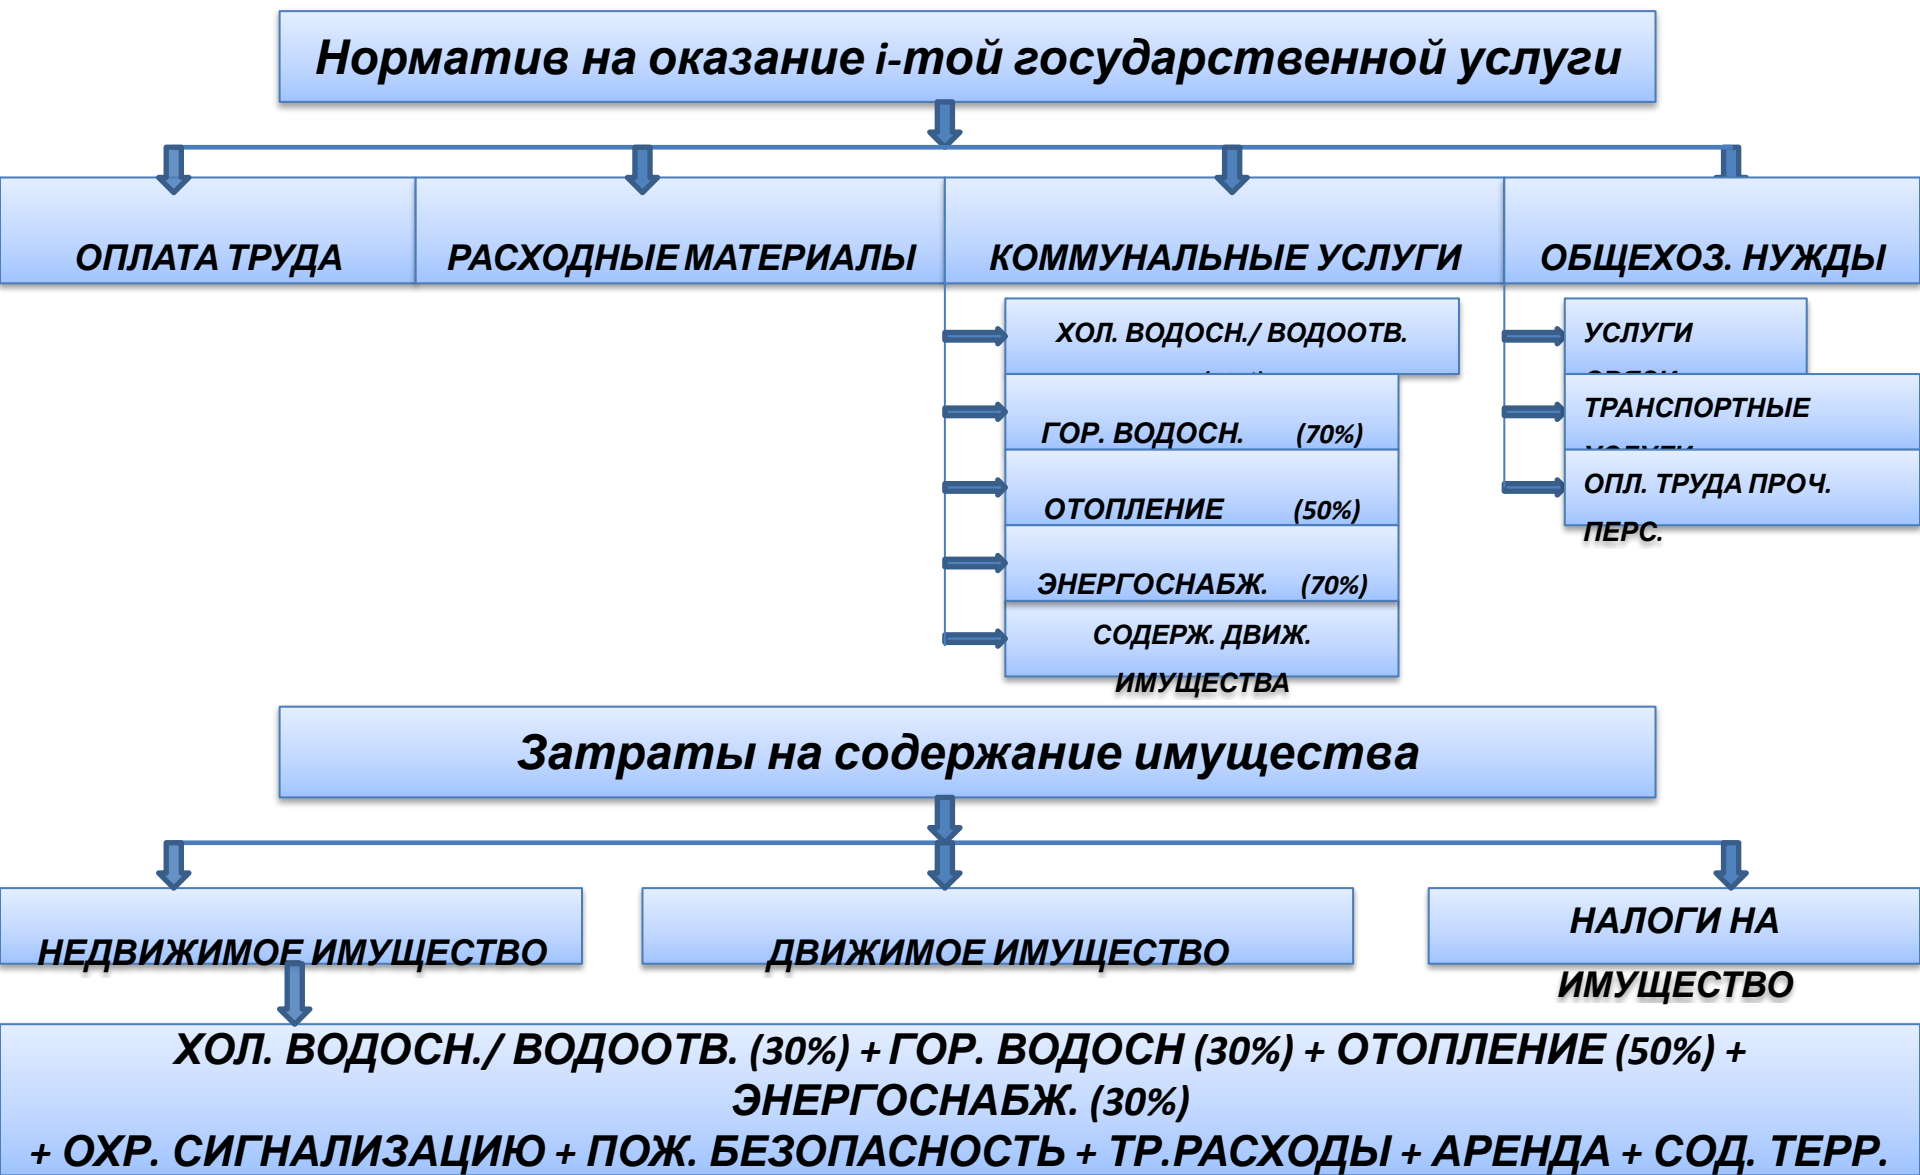 Норматив на оказание i-той государственной услуги
ОПЛАТА ТРУДА
РАСХОДНЫЕ МАТЕРИАЛЫ
КОММУНАЛЬНЫЕ УСЛУГИ
ОБЩЕХОЗ. НУЖДЫ
ХОЛ. ВОДОСН./ ВОДООТВ.
ГОР. ВОДОСН. (70%)
ОТОПЛЕНИЕ (50%)
ЭНЕРГОСНАБЖ. (70%)
СОДЕРЖ. ДВИЖ.
ИМУЩЕСТВА
УСЛУГИ
ТРАНСПОРТНЫЕ
ОПЛ. ТРУДА ПРОЧ.
ПЕРС.
Затраты на содержание имущества
НЕДВИЖИМОЕ ИМУЩЕСТВО
ДВИЖИМОЕ ИМУЩЕСТВО
НАЛОГИ НА
ИМУЩЕСТВО
ХОЛ. ВОДОСН./ ВОДООТВ. (30%) + ГОР. ВОДОСН (30%) + ОТОПЛЕНИЕ (50%) +
ЭНЕРГОСНАБЖ. (30%)
+ ОХР. СИГНАЛИЗАЦИЮ + ПОЖ. БЕЗОПАСНОСТЬ + ТР.РАСХОДЫ + АРЕНДА + СОД. ТЕРР.